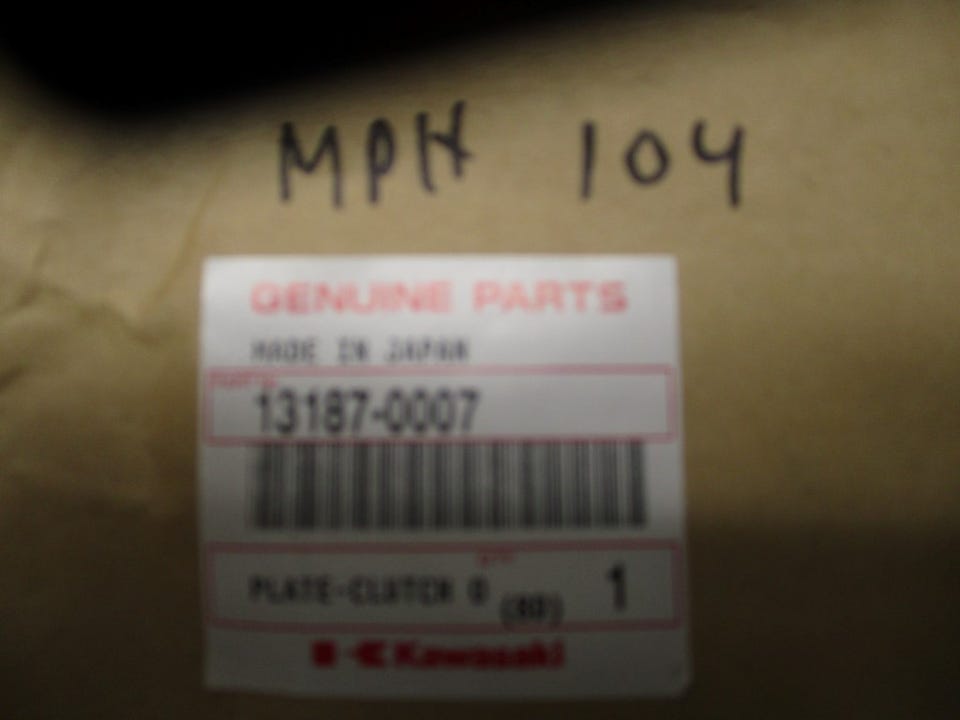 MPH 104
GENUINE PARTS
MADE IN JAPAN
13187-0007
PLATE-CLUTCH O 1
Kawasaki